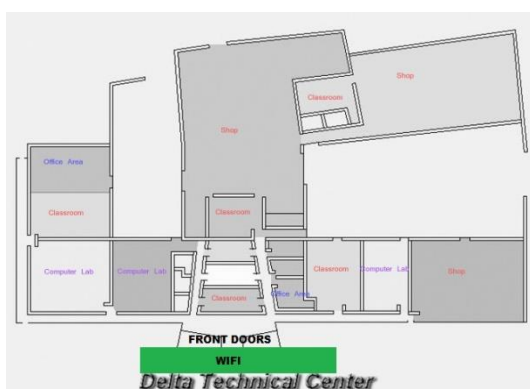 Shop
Classroom
Shop
Office Area
Classroom
Classroom
Computer Lab
Computer Lab
Classroom
Computer Lab
Shop
Classroom
Office Area
FRONT DOORS
WIFI
Delta Technical Center